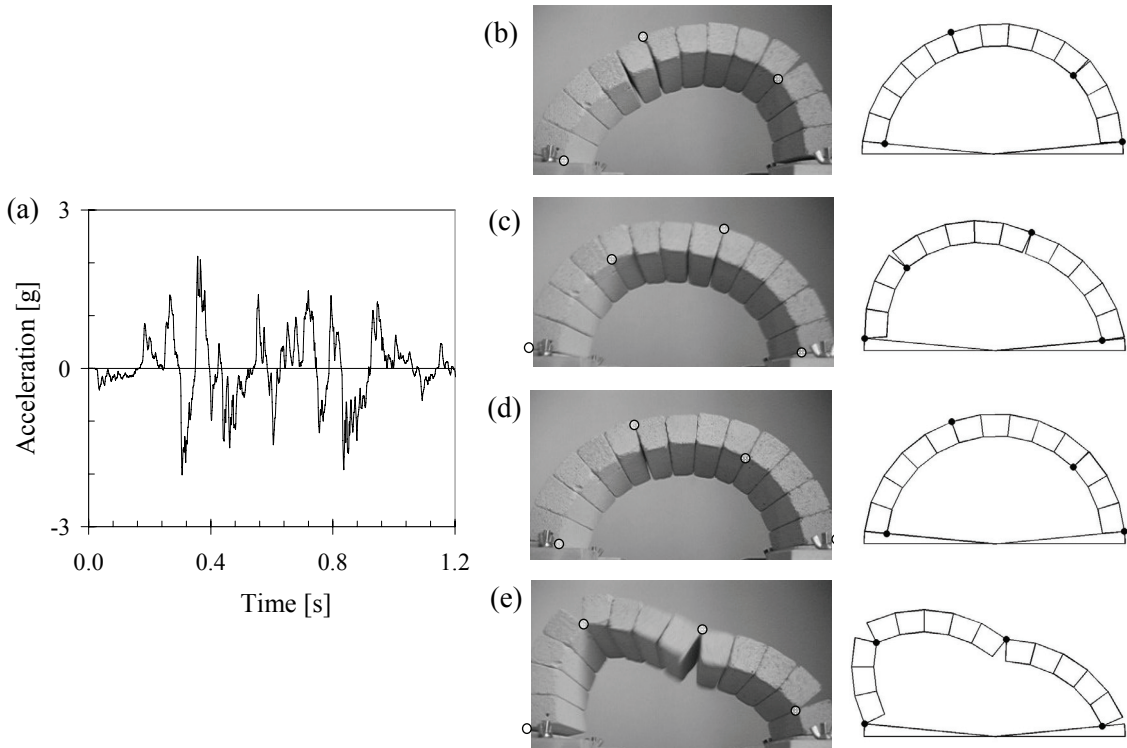 (a)
3
0
-3
Acceleration [g]
0.0 0.4 0.8 1.2
Time [s]
(b)
(c)
(d)
(e)